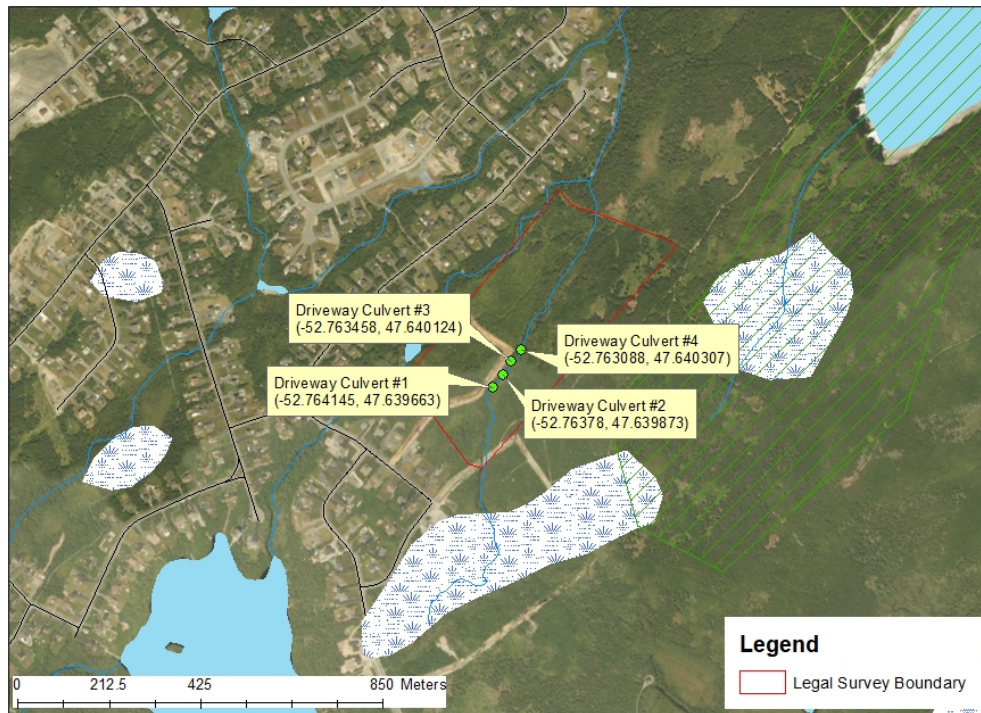 Driveway Culvert #3
(-52.763458, 47.640124)
Driveway Culvert #4
(-52.763088, 47.640307)
Driveway Culvert #1
(-52.764145, 47.639663)
Driveway Culvert #2
(-52.76378, 47.639873)
Legend
Legal Survey Boundary
0 212.5 425 850 Meters